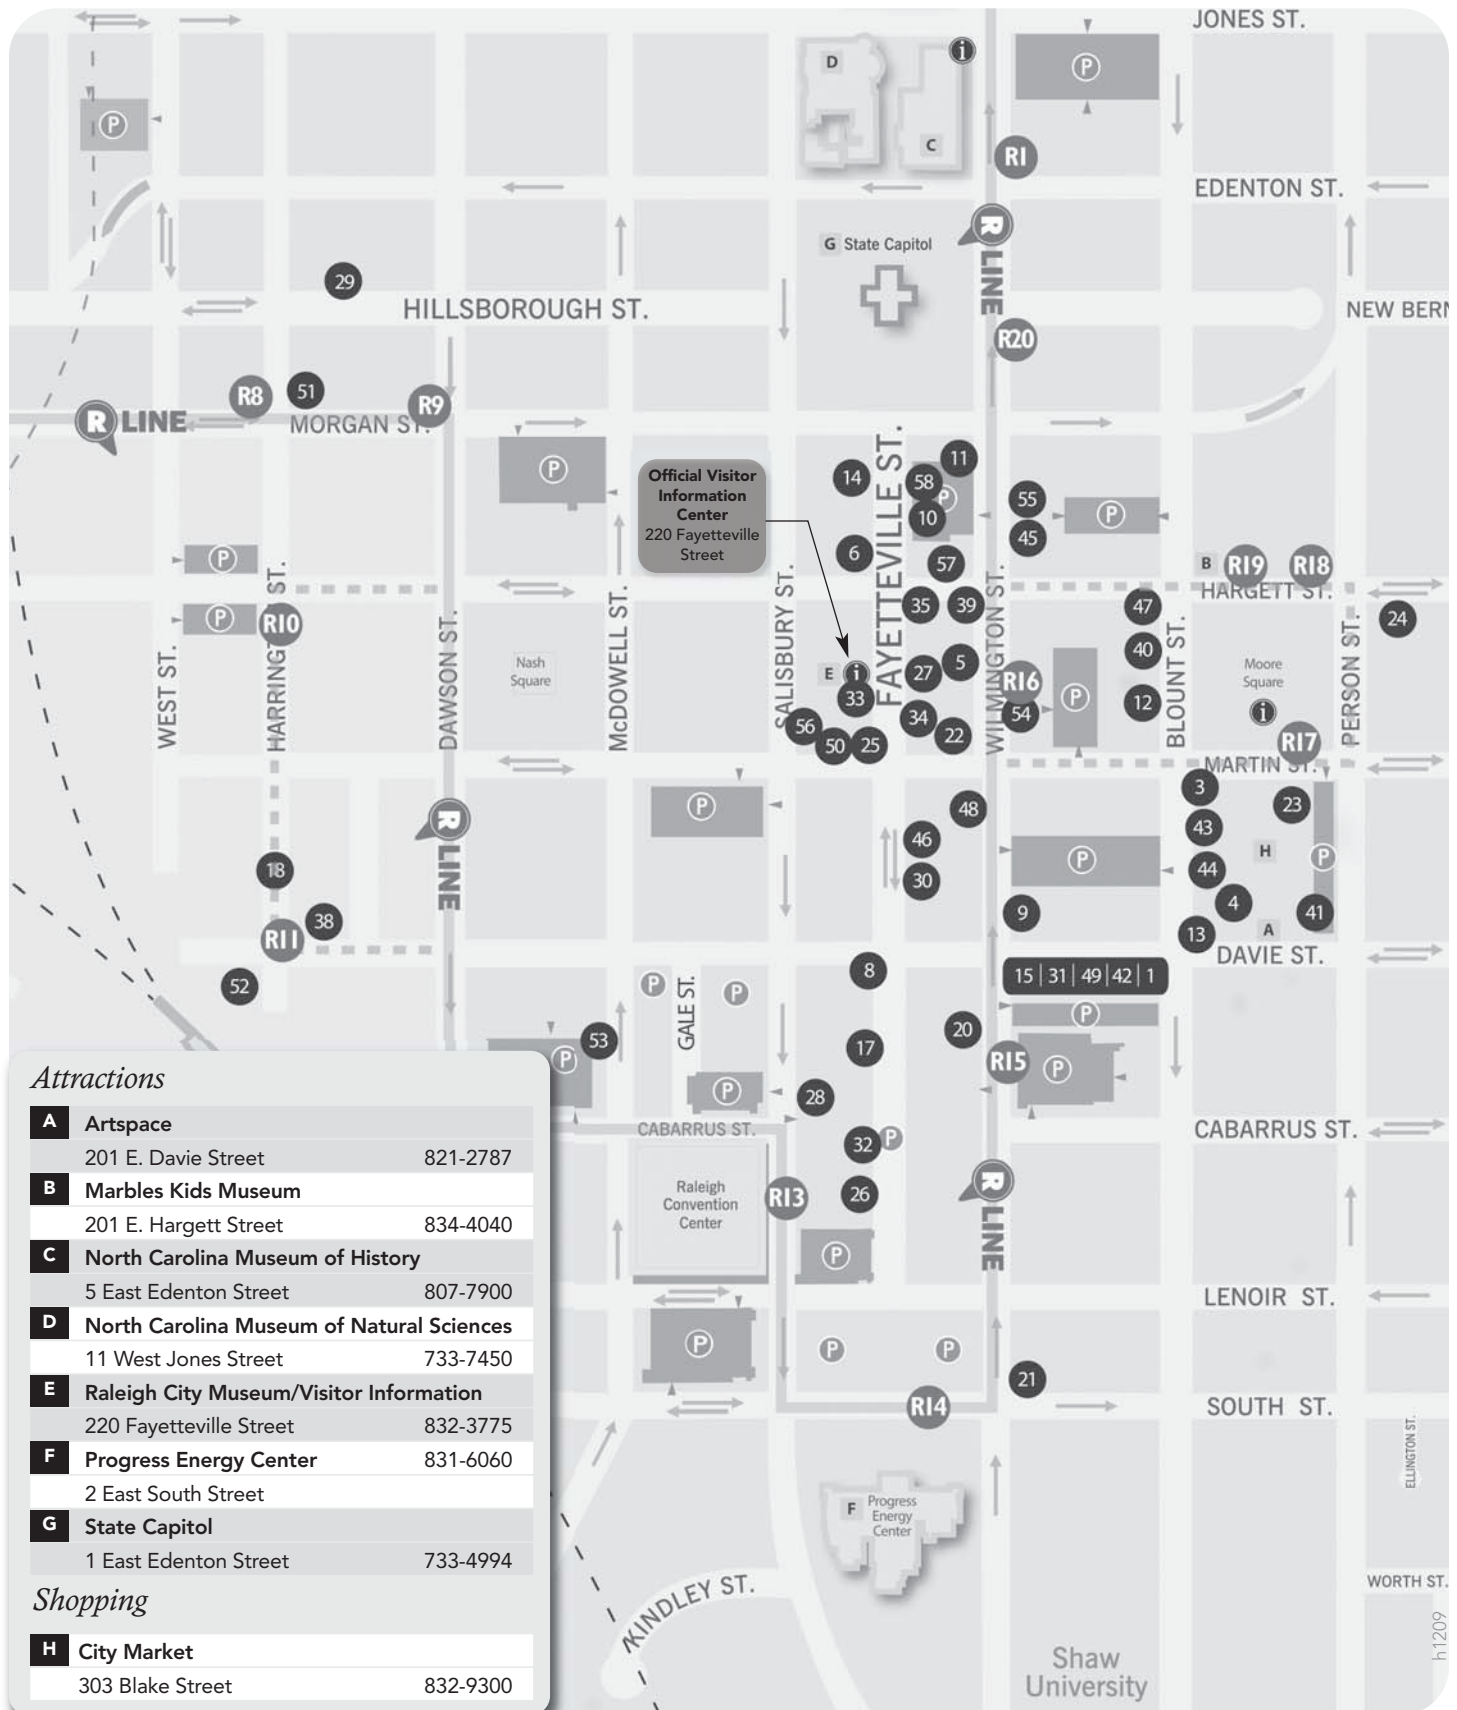 JONES ST.
D
i
P
P
C
R1
EDENTON ST.
R
LINE
G State Capitol
29
HILLSBOROUGH ST.
NEW BERN
R20
R8
51
R9
R LINE
MORGAN ST.
P
Official Visitor
Information
Center
220 Fayetteville
Street
14
FAYETTEVILLE ST.
58
11
P
10
55
45
P
6
57
B
R19
R18
HARGETT ST.
P
P
R10
HARRINGTON ST.
WEST ST.
DAWSON ST.
McDOWELL ST.
SALISBURY ST.
WILMINGTON ST.
BLOUNT ST.
PERSON ST.
35
39
47
24
40
Nash
Square
E
i
33
27
5
R16
54
P
12
Moore
Square
i
56
50
25
34
22
R17
MARTIN ST.
R
LINE
P
48
46
30
P
3
23
43
H
P
44
4
41
13
A
9
DAVIE ST.
18
38
R11
52
8
15 | 31 | 49 | 42 | 1
P
P
GALE ST.
P
20
53
P
17
R15
P
P
28
CABARRUS ST.
CABARRUS ST.
32
P
Raleigh
Convention
Center
R13
26
R
LINE
P
LENOIR ST.
P
P
P
21
R14
SOUTH ST.
ELLINGTON ST.
F
Progress
Energy
Center
KINDLEY ST.
WORTH ST.
Shaw
University
h1209
Attractions
A Artspace
201 E. Davie Street 821-2787
B Marbles Kids Museum
201 E. Hargett Street 834-4040
C North Carolina Museum of History
5 East Edenton Street 807-7900
D North Carolina Museum of Natural Sciences
11 West Jones Street 733-7450
E Raleigh City Museum/Visitor Information
220 Fayetteville Street 832-3775
F Progress Energy Center 831-6060
2 East South Street
G State Capitol
1 East Edenton Street 733-4994
Shopping
H City Market
303 Blake Street 832-9300